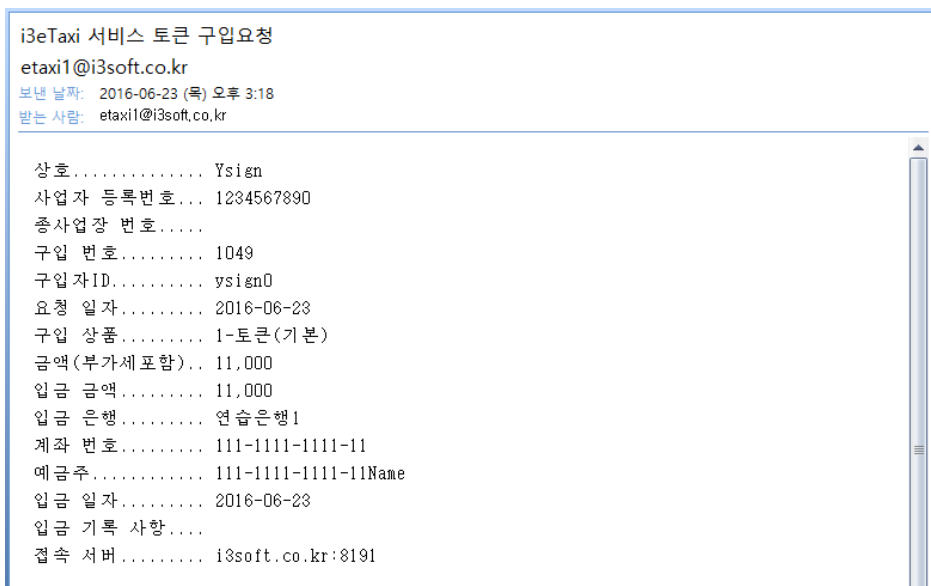 i3eTaxi 서비스 토큰 구입요청
etaxi1@i3soft.co.kr
보낸 날짜: 2016-06-23 (목) 오후 3:18
받는 사람: etaxi1@i3soft,co,kr
상호.............. Ysign
사업자 등록번호... 1234567890
종사업장 번호.....
구입 번호......... 1049
구입자ID.......... ysign0
요청 일자......... 2016-06-23
구입 상품......... 1-토큰(기본)
금액(부가세포함).. 11,000
입금 금액......... 11,000
입금 은행......... 연습은행1
계좌 번호......... 111-1111-1111-11
예금주............ 111-1111-1111-11Name
입금 일자......... 2016-06-23
입금 기록 사항....
접속 서버......... i3soft.co.kr:8191